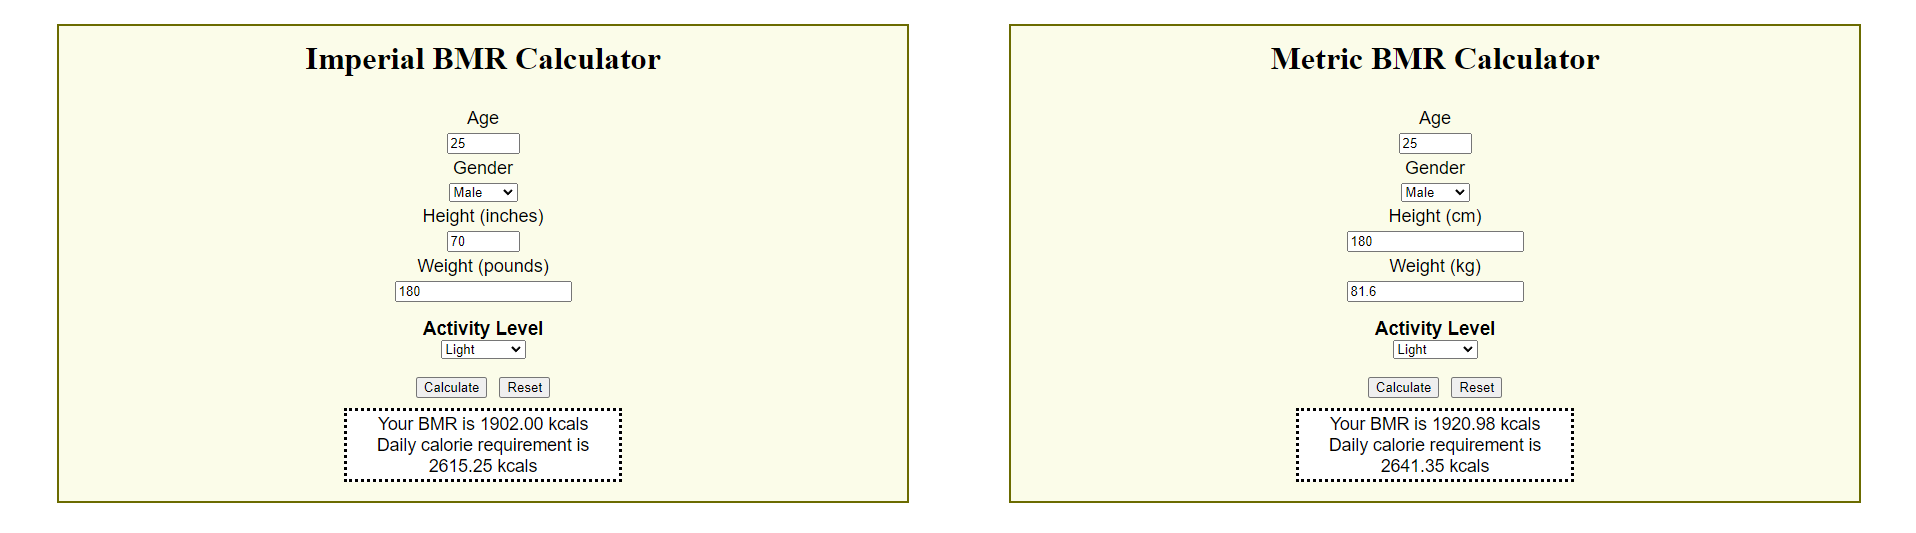 Imperial BMR Calculator
Age
25
Gender
Male
Height (inches)
70
Weight (pounds)
180
Activity Level
Light
Calculate Reset
Your BMR is 1902.00 kcals
Daily calorie requirement is
2615.25 kcals
Metric BMR Calculator
Age
25
Gender
Male
Height (cm)
180
Weight (kg)
81.6
Activity Level
Light
Calculate Reset
Your BMR is 1920.98 kcals
Daily calorie requirement is
2641.35 kcals